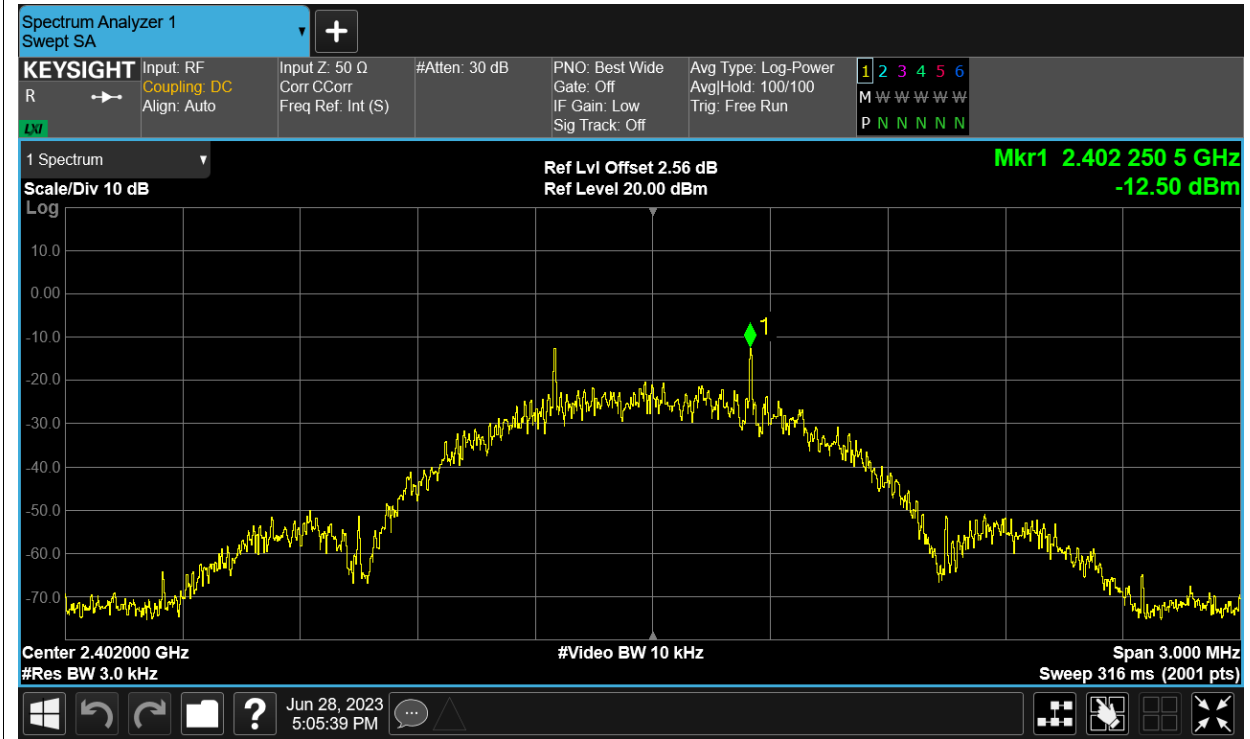 Spectrum Analyzer 1
Swept SA
+
KEYSIGHT
R
LXI
Input: RF
Coupling: DC
Align: Auto
Input Z: 50 Ω
Corr CCorr
Freq Ref: Int (S)
#Atten: 30 dB
PNO: Best Wide
Gate: Off
IF Gain: Low
Sig Track: Off
Avg Type: Log-Power
Avg|Hold: 100/100
Trig: Free Run
1 2 3 4 5 6
M W W W W W
P N N N N N
1 Spectrum
Scale/Div 10 dB
Ref Lvl Offset 2.56 dB
Ref Level 20.00 dBm
Mkr1 2.402 250 5 GHz
-12.50 dBm
Log
10.0
0.00
-10.0
-20.0
-30.0
-40.0
-50.0
-60.0
-70.0
1
Center 2.402000 GHz
#Video BW 10 kHz
Span 3.000 MHz
#Res BW 3.0 kHz
Sweep 316 ms (2001 pts)
?
Jun 28, 2023
5:05:39 PM